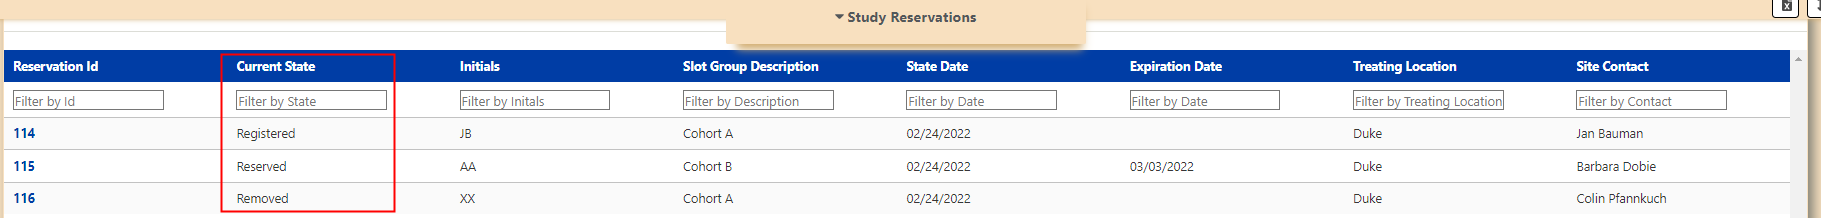 Study Reservations
Reservation Id Current State Initials Slot Group Description State Date Expiration Date Treating Location Site Contact
Filter by Id Filter by State Filter by Initals Filter by Description Filter by Date Filter by Date Filter by Treating Location Filter by Contact
114 Registered JB Cohort A 02/24/2022 Duke Jan Bauman
115 Reserved AA Cohort B 02/24/2022 03/03/2022 Duke Barbara Dobie
116 Removed XX Cohort A 02/24/2022 Duke Colin Pfannkuch